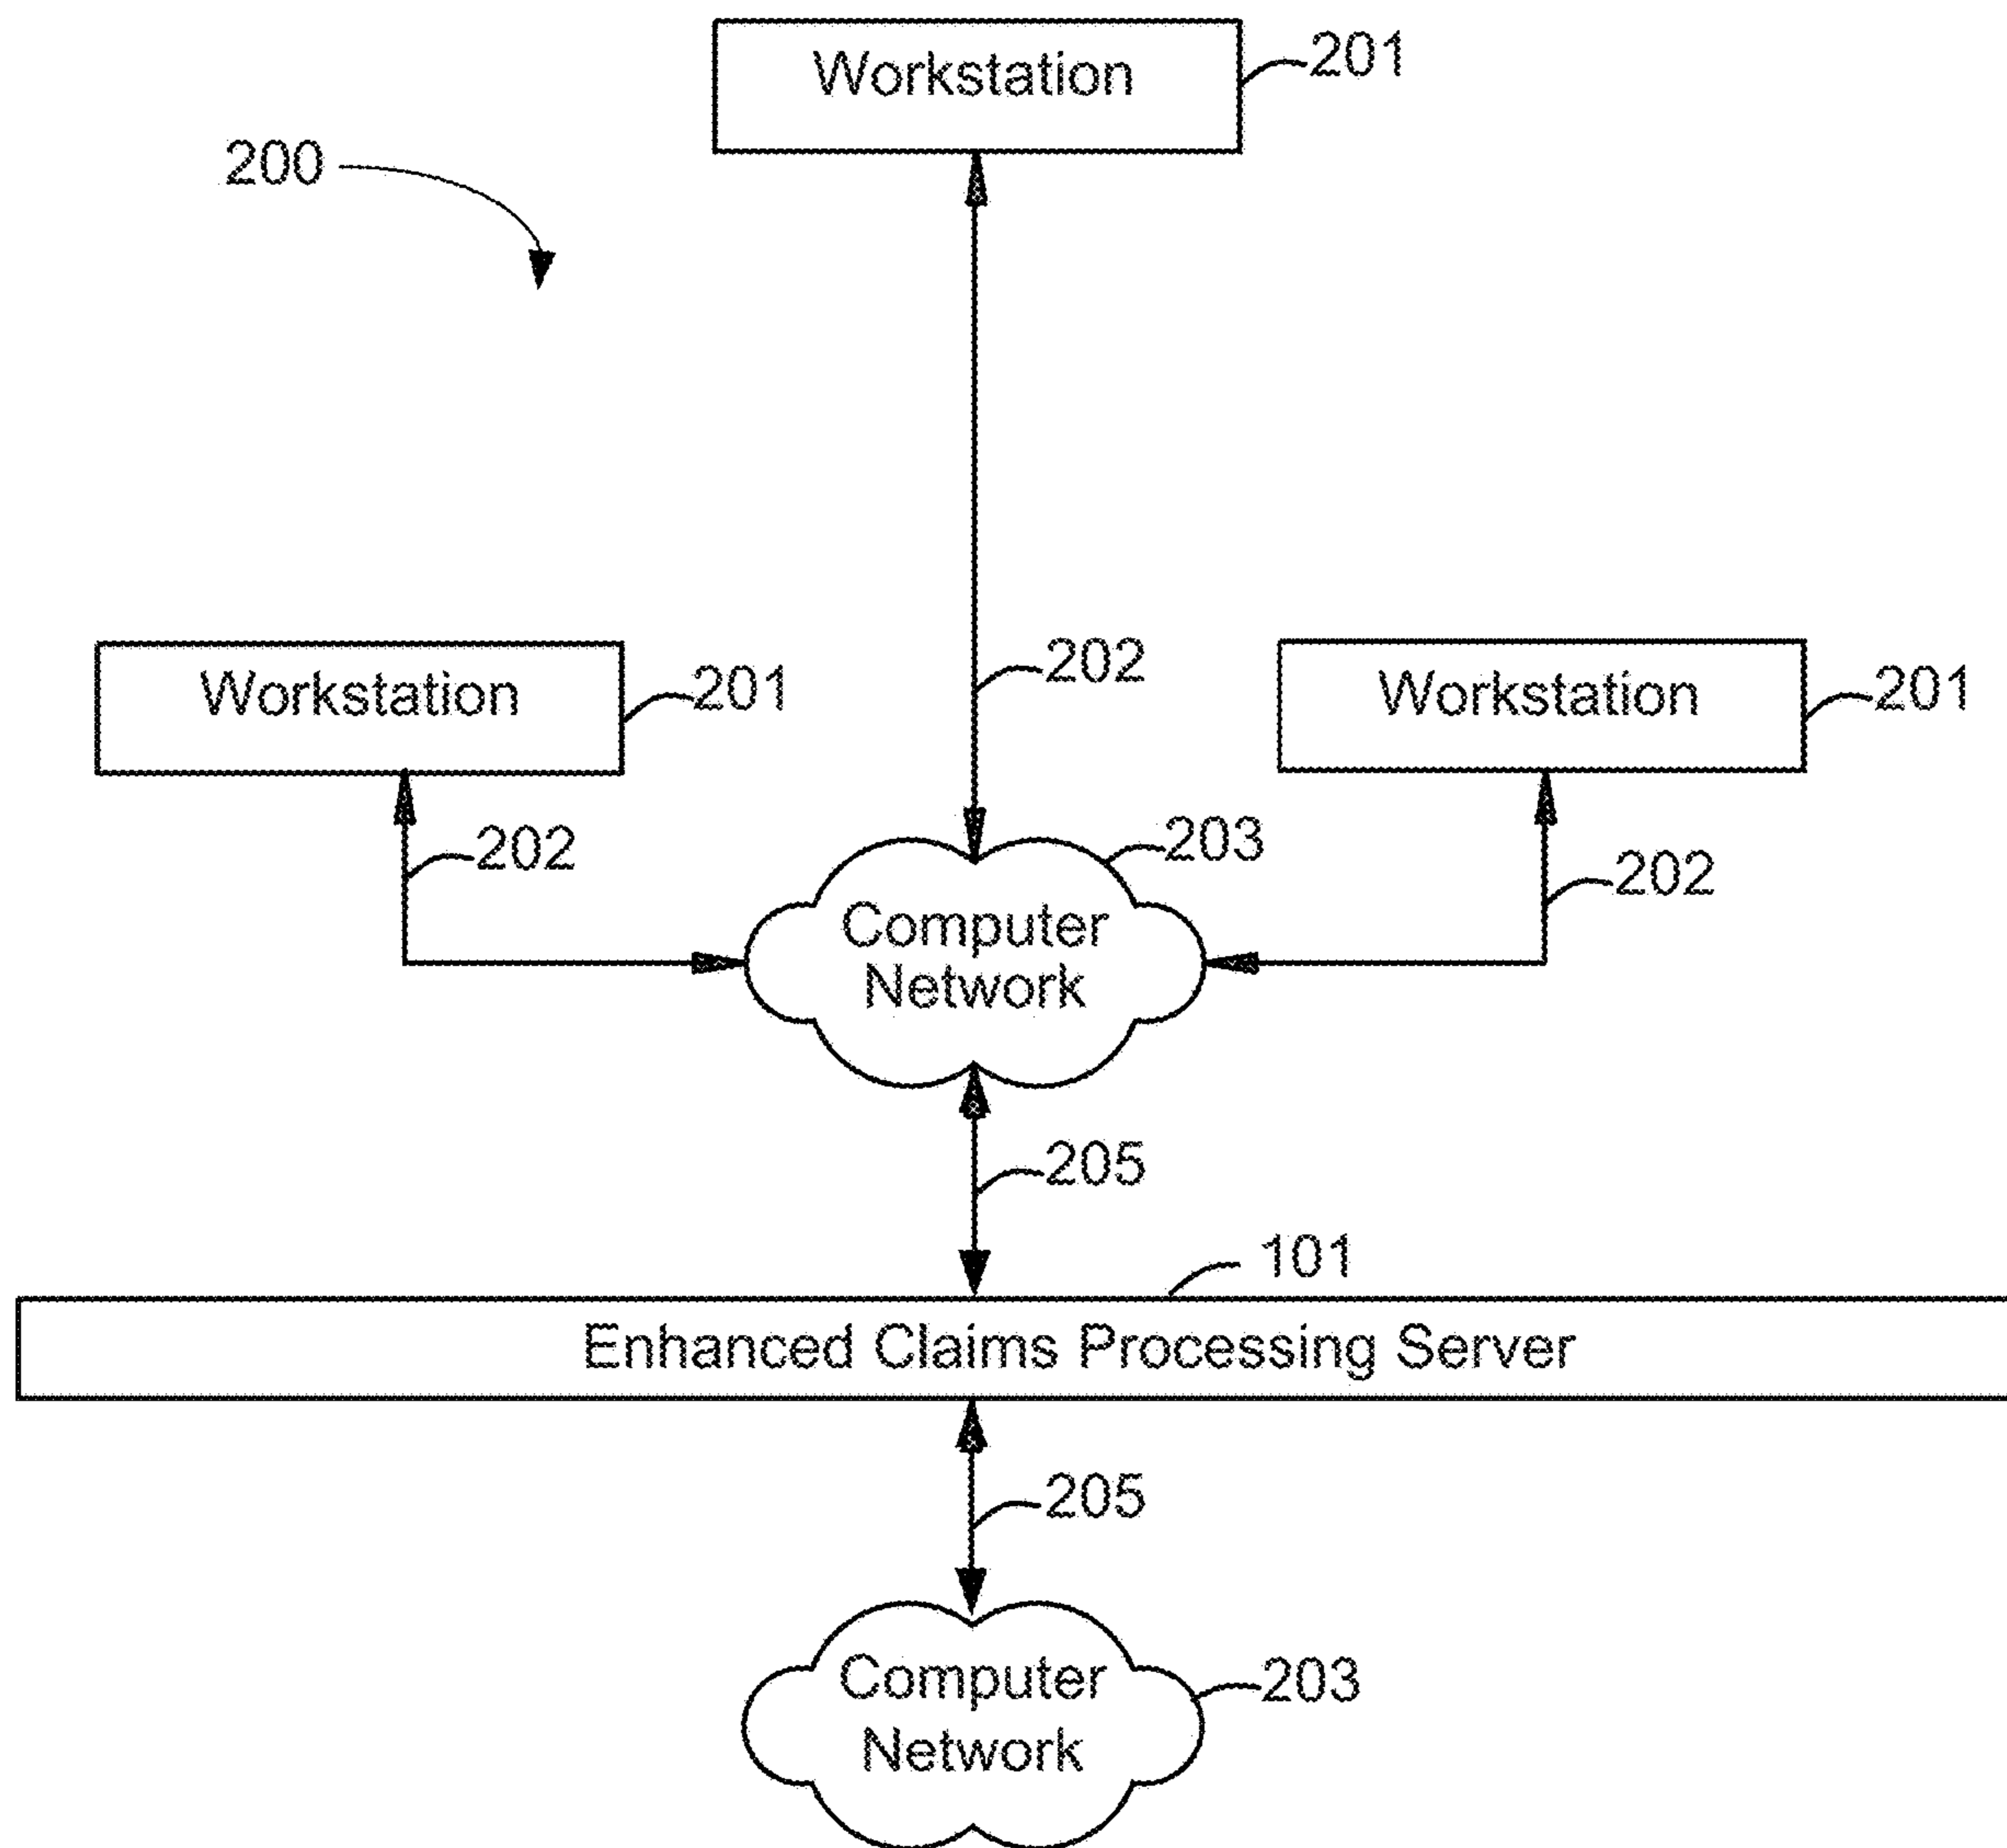 Workstation
201
200
202
Workstation
201
Workstation
201
202
203
202
Computer
Network
205
101
Enhanced Claims Processing Server
205
Computer
Network
203